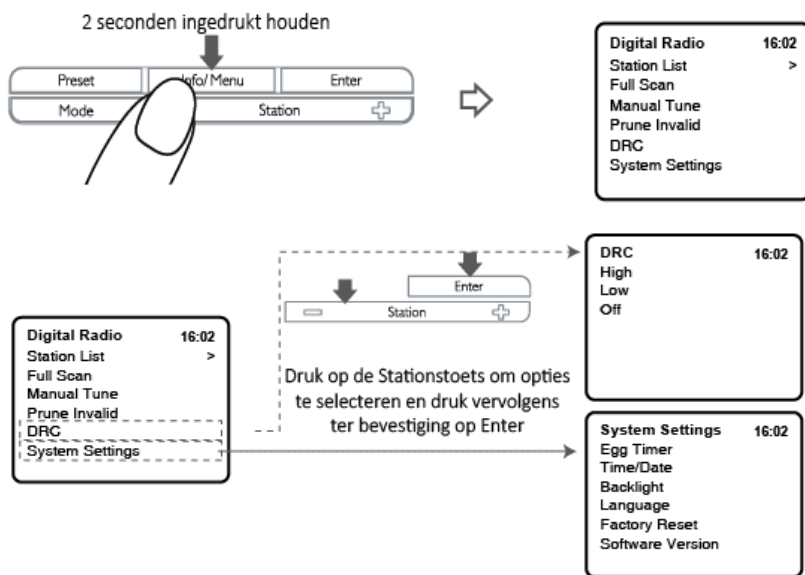 2 seconden ingedrukt houden
Preset
Info/Menu
Enter
Mode
Station
Digital Radio 16:02
Station List >
Full Scan
Manual Tune
Prune Invalid
DRC
System Settings
Enter
Station
Druk op de Stationstoets om opties
te selecteren en druk vervolgens
ter bevestiging op Enter
Digital Radio 16:02
Station List >
Full Scan
Manual Tune
Prune Invalid
DRC
System Settings
DRC 16:02
High
Low
Off
System Settings 16:02
Egg Timer
Time/Date
Backlight
Language
Factory Reset
Software Version